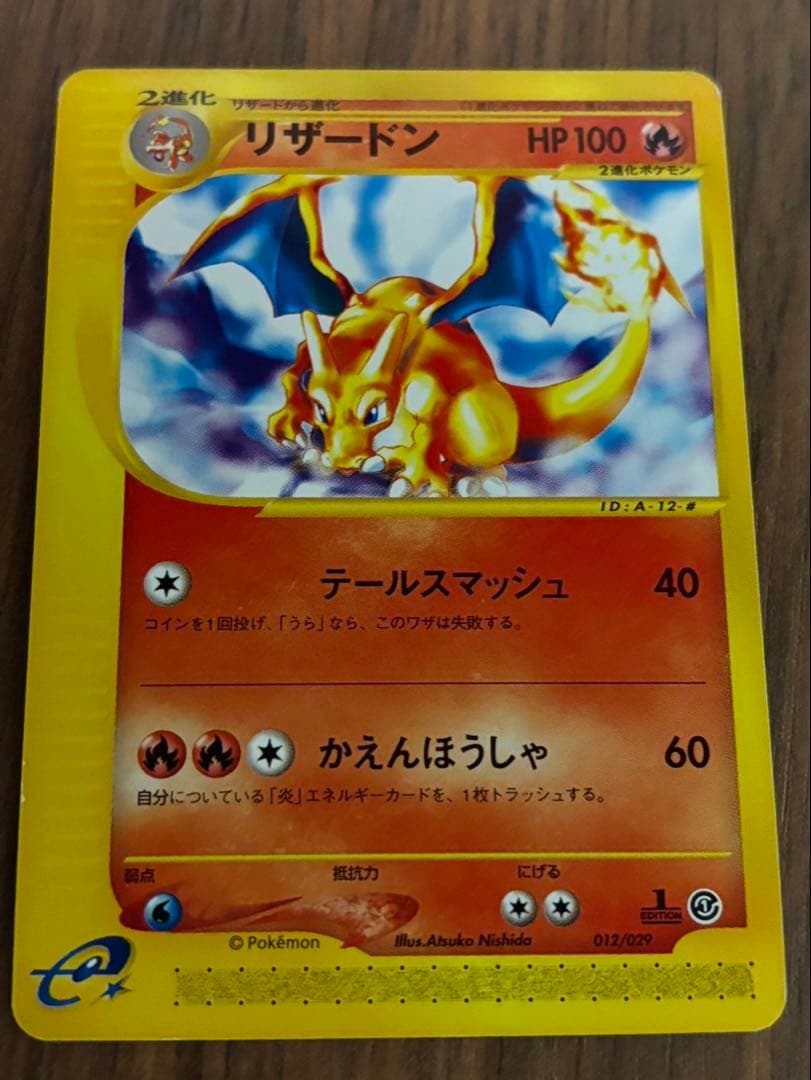 2進化
リザードから進化
リザードン
HP100
2進化ポケモン
ID:A-12-#
テールスマッシュ 40
コインを1回投げ、「うら」なら、このワザは失敗する。
かえんほうしゃ 60
自分についている「炎」エネルギーカードを、1枚トラッシュする。
弱点 抵抗力 にげる
1 EDITION
© Pokémon Illus.Atsuko Nishida 012/029
e